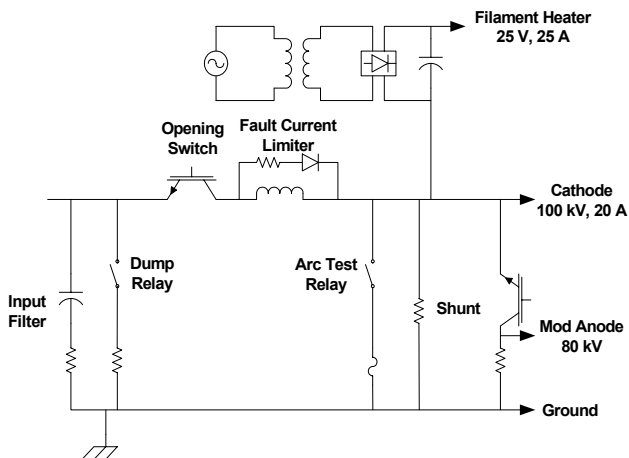 Filament Heater
25 V, 25 A
Opening
Switch
Fault Current
Limiter
Cathode
100 kV, 20 A
Dump
Relay
Arc Test
Relay
Input
Filter
Shunt
Mod Anode
80 kV
Ground